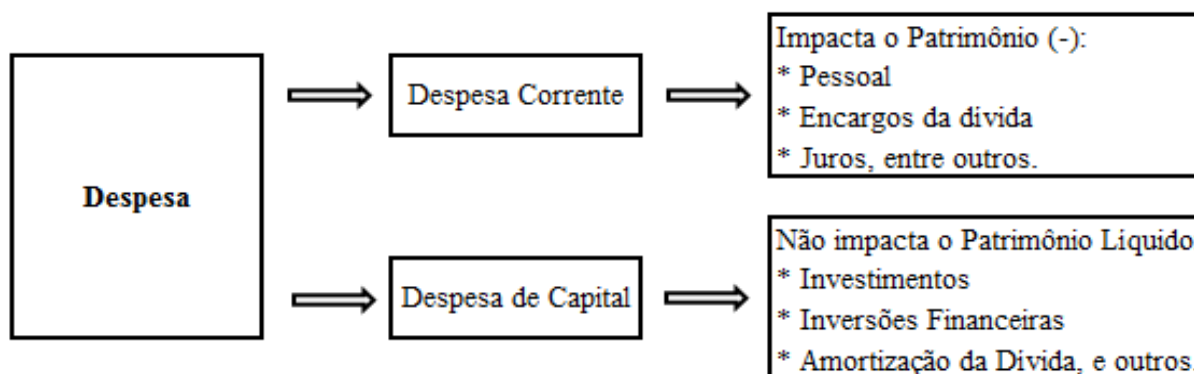 Despesa
Despesa Corrente
Impacta o Patrimônio (-):
* Pessoal
* Encargos da dívida
* Juros, entre outros.
Despesa de Capital
Não impacta o Patrimônio Líquido
* Investimentos
* Inversões Financeiras
* Amortização da Dívida, e outros.